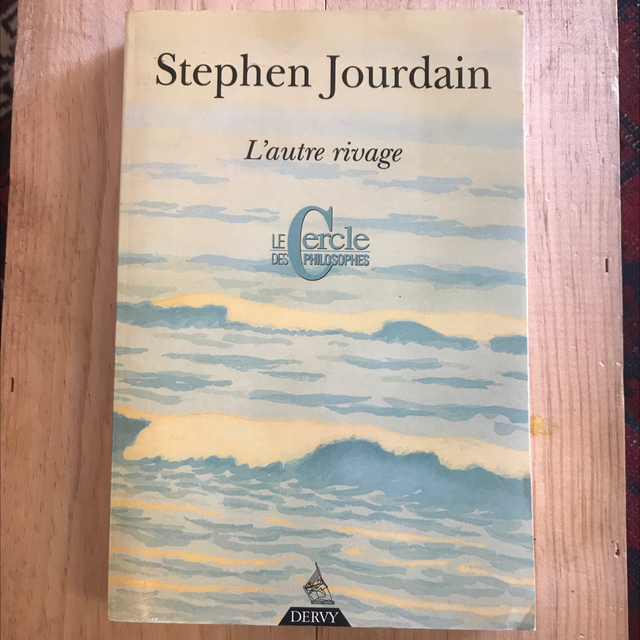 Stephen Jourdain
L'autre rivage
LE Cercle
DES PHILOSOPHES
DERVY